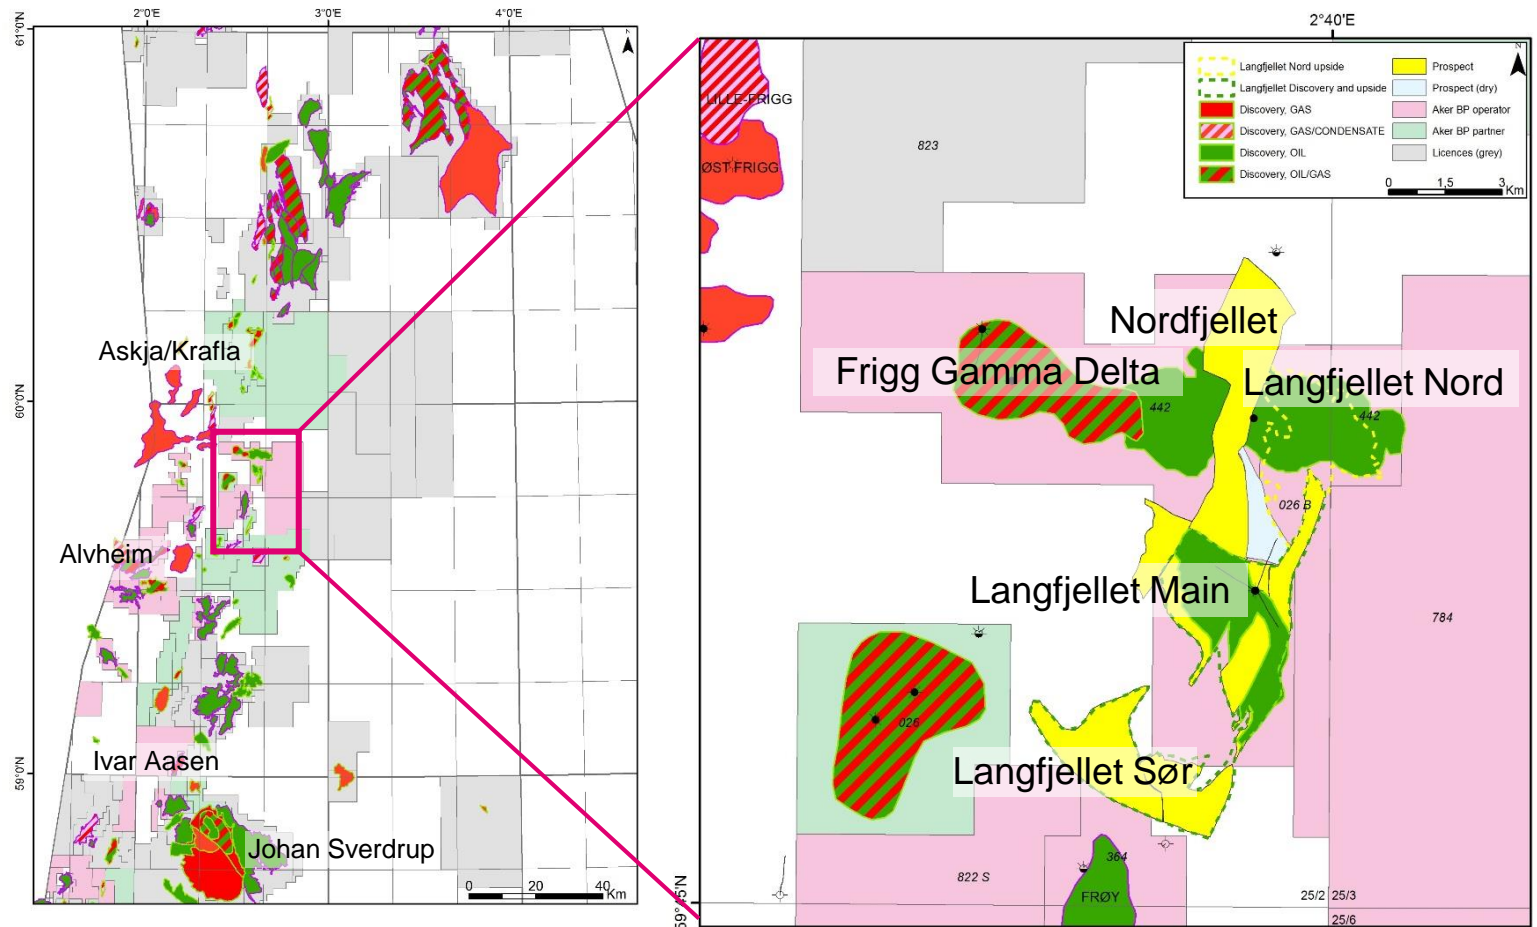 2°0'E
3°0'E
4°0'E
61°0'N
60°0'N
59°0'N
N
Askja/Krafla
Alvheim
Ivar Aasen
Johan Sverdrup
0 20 40
Km
2°40'E
59°45'N
N
Langfjellet Nord upside
Langfjellet Discovery and upside
Discovery, GAS
Discovery, GAS/CONDENSATE
Discovery, OIL
Discovery, OIL/GAS
Prospect
Prospect (dry)
Aker BP operator
Aker BP partner
Licences (grey)
0 1,5 3
Km
LILLE-FRIGG
ØST FRIGG
823
Nordfjellet
Frigg Gamma Delta
Langfjellet Nord
442
442
026 B
Langfjellet Main
784
026
Langfjellet Sør
364
822 S
FRØY
25/2
25/3
25/6